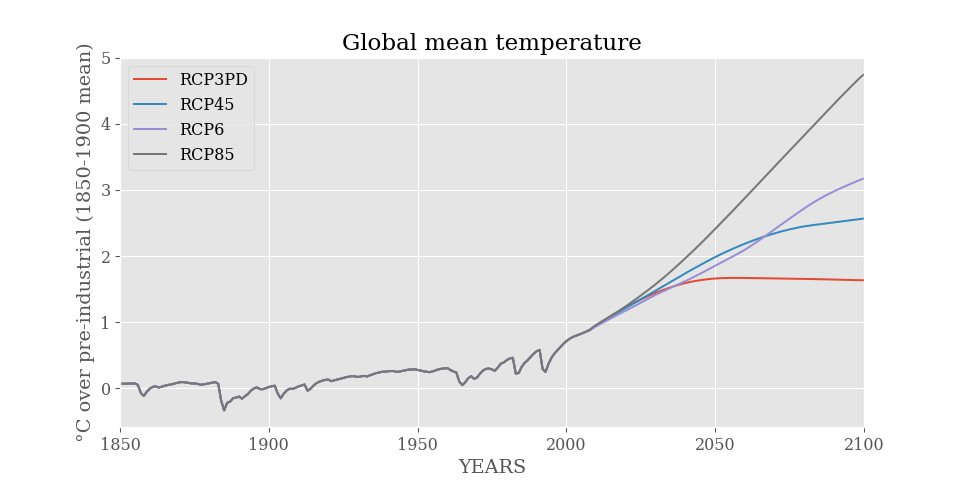 Global mean temperature
°C over pre-industrial (1850-1900 mean)
5
4
3
2
1
0
RCP3PD
RCP45
RCP6
RCP85
1850
1900
1950
2000
2050
2100
YEARS